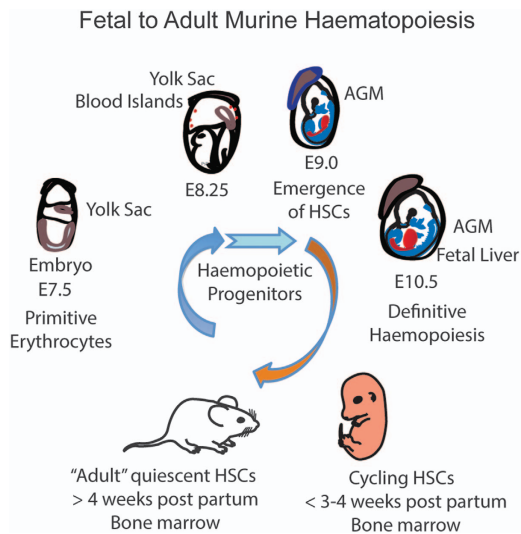 Fetal to Adult Murine Haematopoiesis
Yolk Sac
Blood Islands
E8.25
AGM
E9.0
Emergence
of HSCs
Yolk Sac
Embryo
E7.5
Primitive
Erythrocytes
Haemopoietic
Progenitors
AGM
Fetal Liver
E10.5
Definitive
Haemopoiesis
“Adult” quiescent HSCs
> 4 weeks post partum
Bone marrow
Cycling HSCs
< 3-4 weeks post partum
Bone marrow